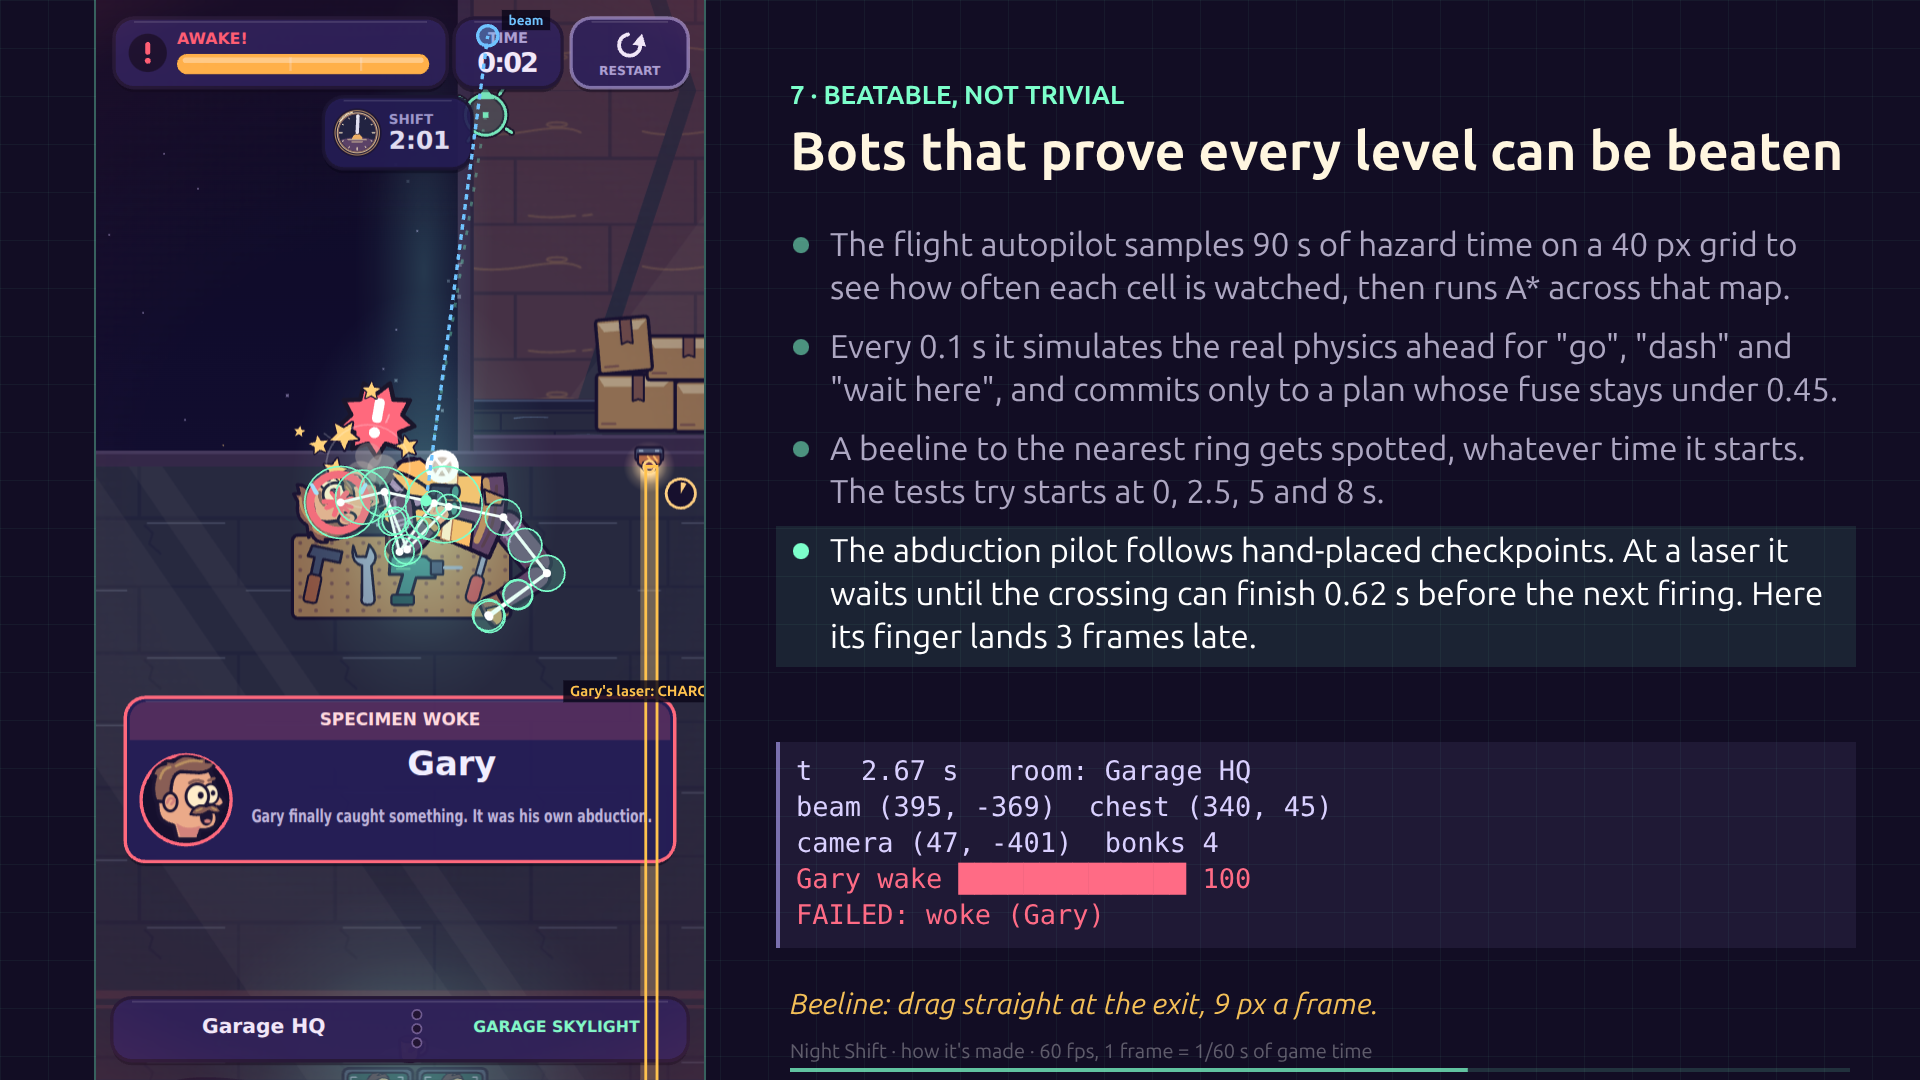 beam
AWAKE!
TIME
0:02
RESTART
SHIFT
2:01
Gary's laser: CHARG
SPECIMEN WOKE
Gary
Gary finally caught something. It was his own abduction.
Garage HQ
GARAGE SKYLIGHT
7 · BEATABLE, NOT TRIVIAL
Bots that prove every level can be beaten
The flight autopilot samples 90 s of hazard time on a 40 px grid to
see how often each cell is watched, then runs A* across that map.
Every 0.1 s it simulates the real physics ahead for "go", "dash" and
"wait here", and commits only to a plan whose fuse stays under 0.45.
A beeline to the nearest ring gets spotted, whatever time it starts.
The tests try starts at 0, 2.5, 5 and 8 s.
The abduction pilot follows hand-placed checkpoints. At a laser it
waits until the crossing can finish 0.62 s before the next firing. Here
its finger lands 3 frames late.
t 2.67 s room: Garage HQ
beam (395, -369) chest (340, 45)
camera (47, -401) bonks 4
Gary wake 100
FAILED: woke (Gary)
Beeline: drag straight at the exit, 9 px a frame.
Night Shift · how it's made · 60 fps, 1 frame = 1/60 s of game time